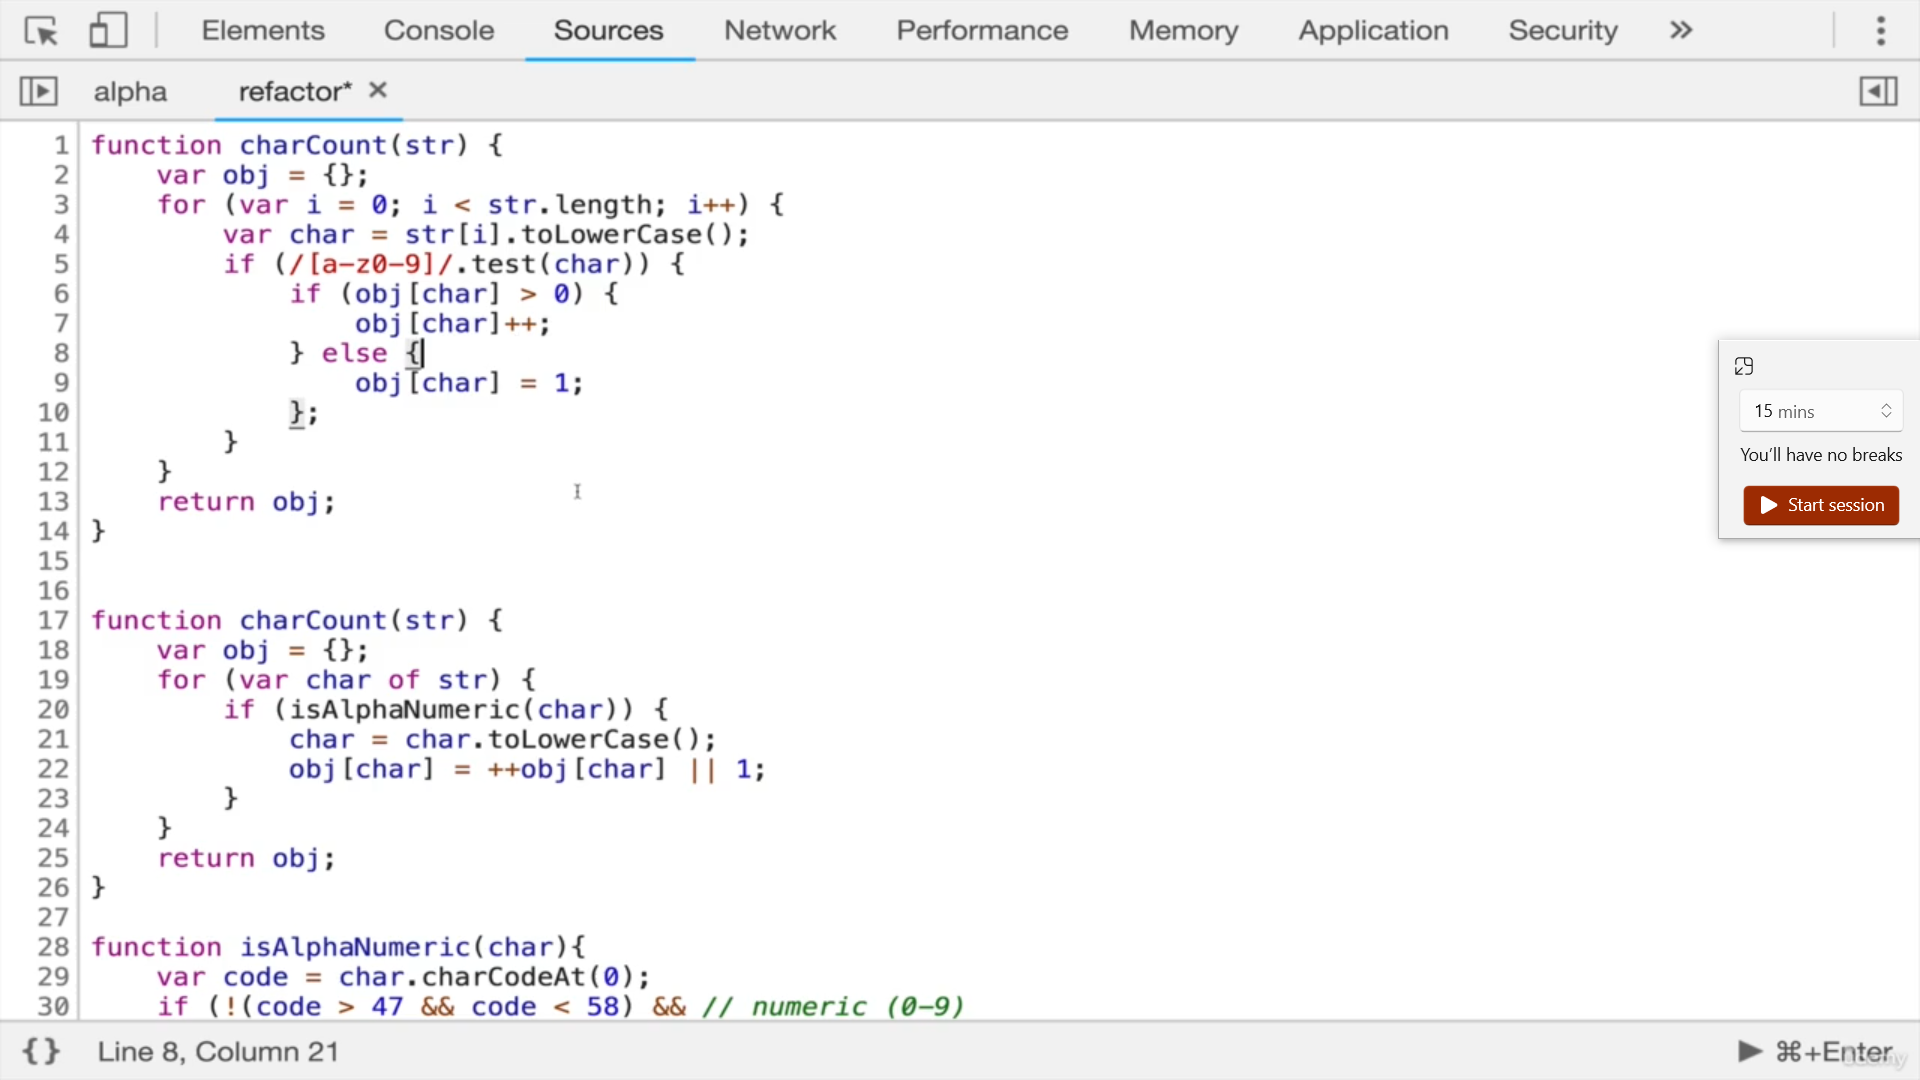 Elements Console Sources Network Performance Memory Application Security »
alpha refactor* ×
1 function charCount(str) {
2     var obj = {};
3     for (var i = 0; i < str.length; i++) {
4         var char = str[i].toLowerCase();
5         if (/[a-z0-9]/.test(char)) {
6             if (obj[char] > 0) {
7                 obj[char]++;
8             } else {
9                 obj[char] = 1;
10             };
11         }
12     }
13     return obj;
14 }
15
16
17 function charCount(str) {
18     var obj = {};
19     for (var char of str) {
20         if (isAlphaNumeric(char)) {
21             char = char.toLowerCase();
22             obj[char] = ++obj[char] || 1;
23         }
24     }
25     return obj;
26 }
27
28 function isAlphaNumeric(char){
29     var code = char.charCodeAt(0);
30     if (!(code > 47 && code < 58) && // numeric (0-9)
15 mins
You'll have no breaks
Start session
{} Line 8, Column 21
⌘+Enter
udemy